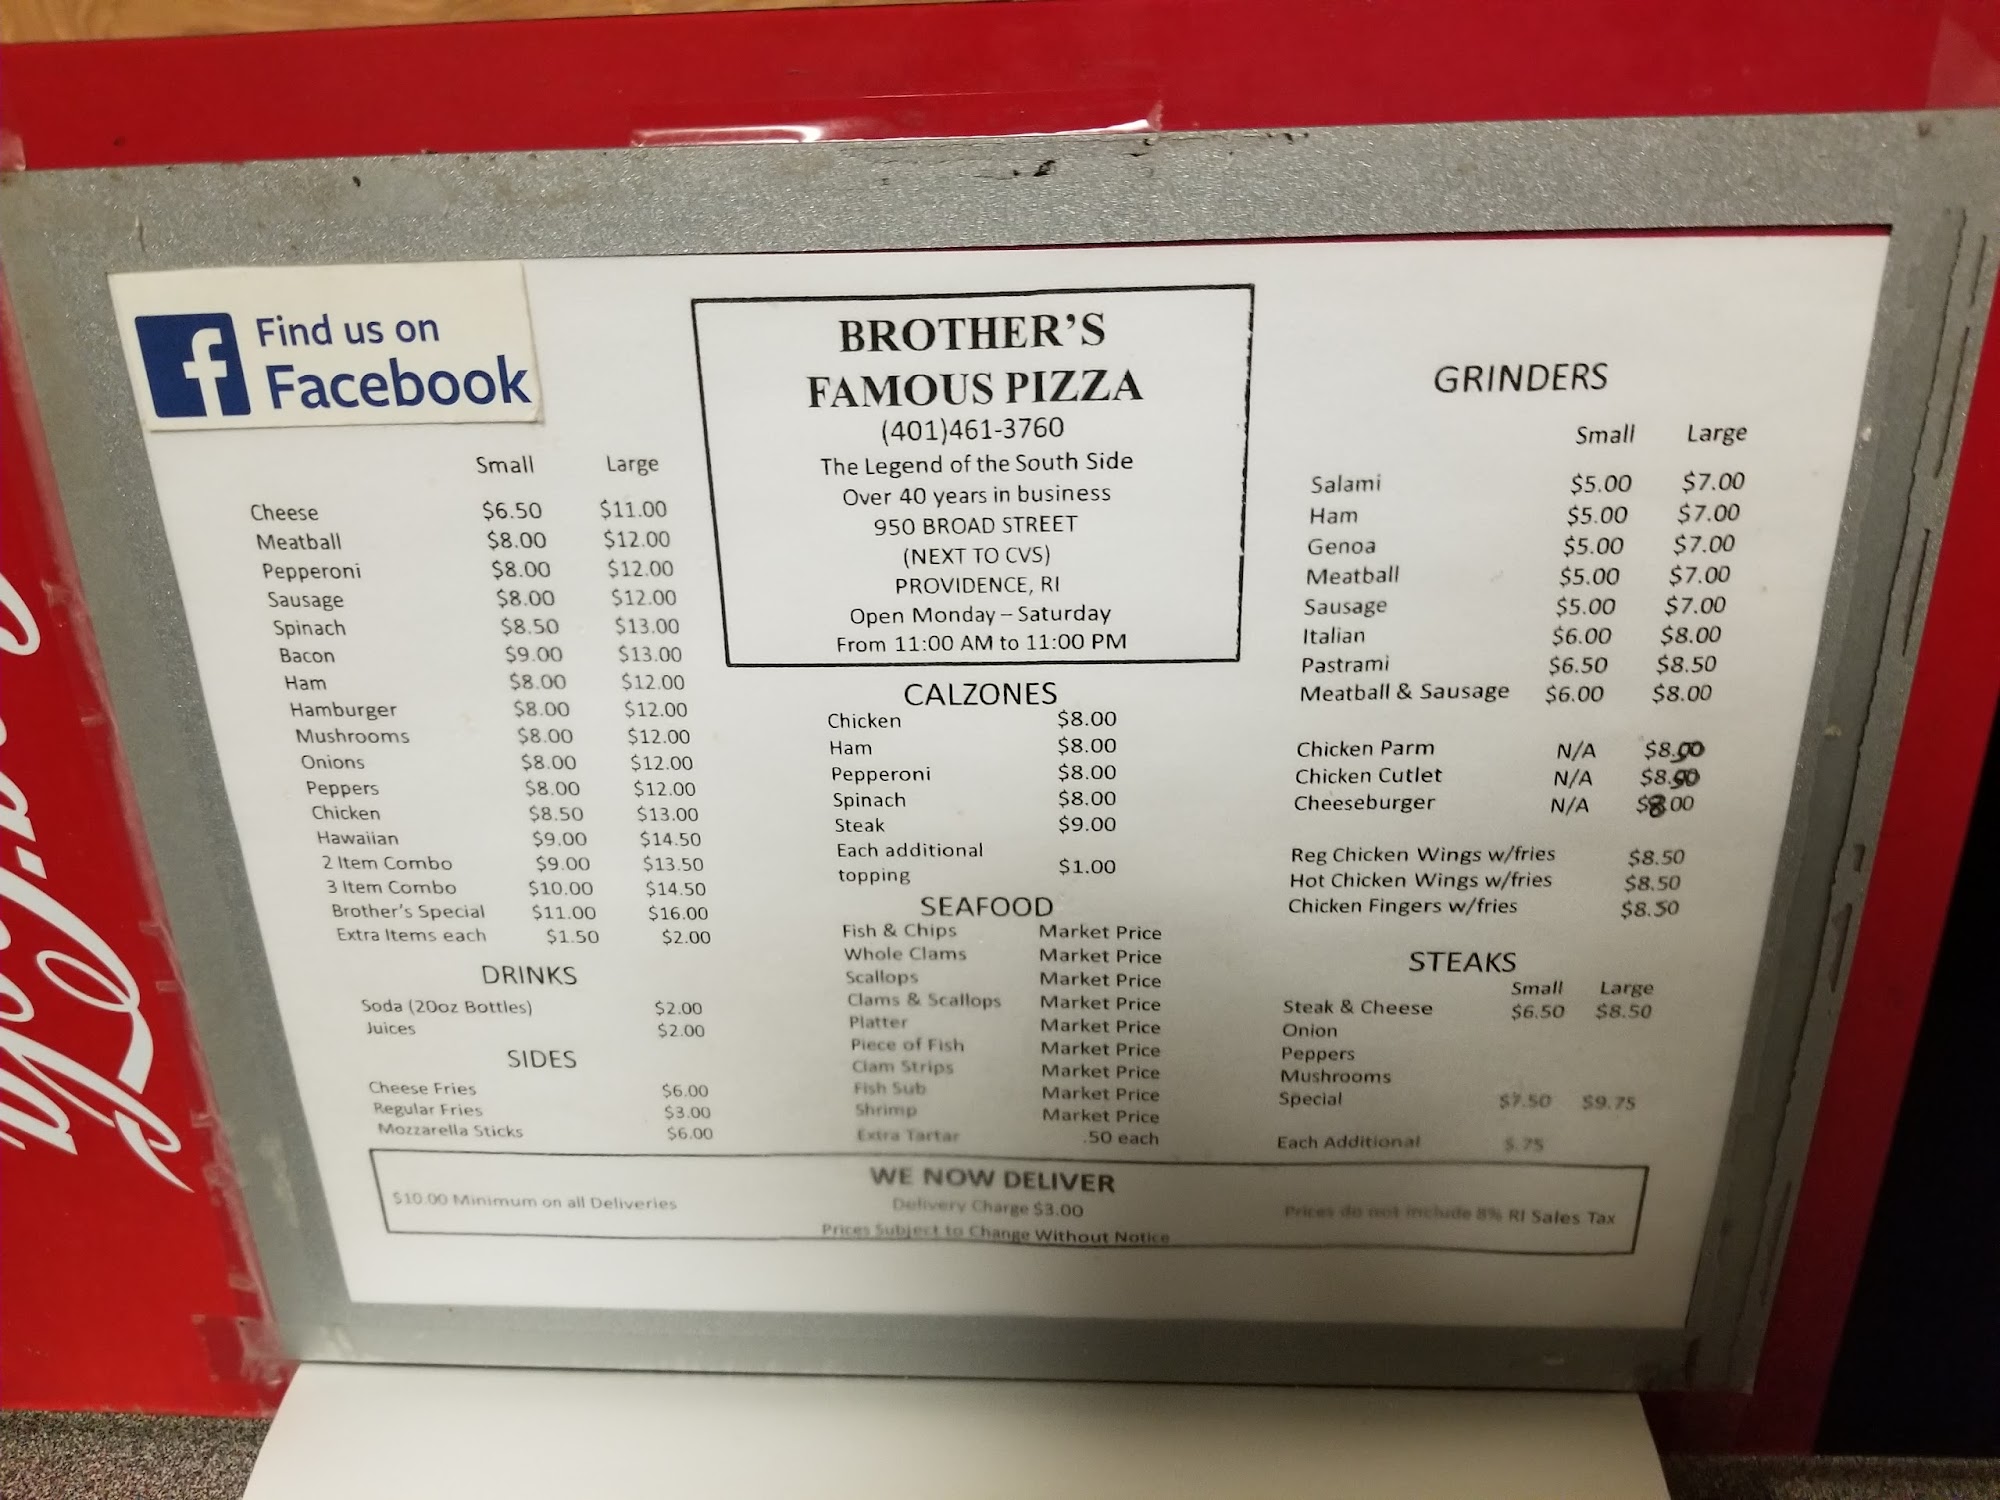 Find us on
Facebook
Small Large
Cheese $6.50 $11.00
Meatball $8.00 $12.00
Pepperoni $8.00 $12.00
Sausage $8.00 $12.00
Spinach $8.50 $13.00
Bacon $9.00 $13.00
Ham $8.00 $12.00
Hamburger $8.00 $12.00
Mushrooms $8.00 $12.00
Onions $8.00 $12.00
Peppers $8.00 $12.00
Chicken $8.50 $13.00
Hawaiian $9.00 $14.50
2 Item Combo $9.00 $13.50
3 Item Combo $10.00 $14.50
Brother's Special $11.00 $16.00
Extra Items each $1.50 $2.00
DRINKS
Soda (20oz Bottles) $2.00
Juices $2.00
SIDES
Cheese Fries $6.00
Regular Fries $3.00
Mozzarella Sticks $6.00
BROTHER'S
FAMOUS PIZZA
(401)461-3760
The Legend of the South Side
Over 40 years in business
950 BROAD STREET
(NEXT TO CVS)
PROVIDENCE, RI
Open Monday – Saturday
From 11:00 AM to 11:00 PM
CALZONES
Chicken $8.00
Ham $8.00
Pepperoni $8.00
Spinach $8.00
Steak $9.00
Each additional
topping $1.00
SEAFOOD
Fish & Chips Market Price
Whole Clams Market Price
Scallops Market Price
Clams & Scallops Market Price
Platter Market Price
Piece of Fish Market Price
Clam Strips Market Price
Fish Sub Market Price
Shrimp Market Price
Extra Tartar .50 each
GRINDERS
Small Large
Salami $5.00 $7.00
Ham $5.00 $7.00
Genoa $5.00 $7.00
Meatball $5.00 $7.00
Sausage $5.00 $7.00
Italian $6.00 $8.00
Pastrami $6.50 $8.50
Meatball & Sausage $6.00 $8.00
Chicken Parm N/A
Chicken Cutlet N/A
Cheeseburger N/A $8.00
Reg Chicken Wings w/fries $8.50
Hot Chicken Wings w/fries $8.50
Chicken Fingers w/fries $8.50
STEAKS
Small Large
Steak & Cheese $6.50 $8.50
Onion
Peppers
Mushrooms
Special $7.50 $9.75
Each Additional $.75
WE NOW DELIVER
$10.00 Minimum on all Deliveries Delivery Charge $3.00 Prices do not include 8% RI Sales Tax
Prices Subject to Change Without Notice
Coca-Cola